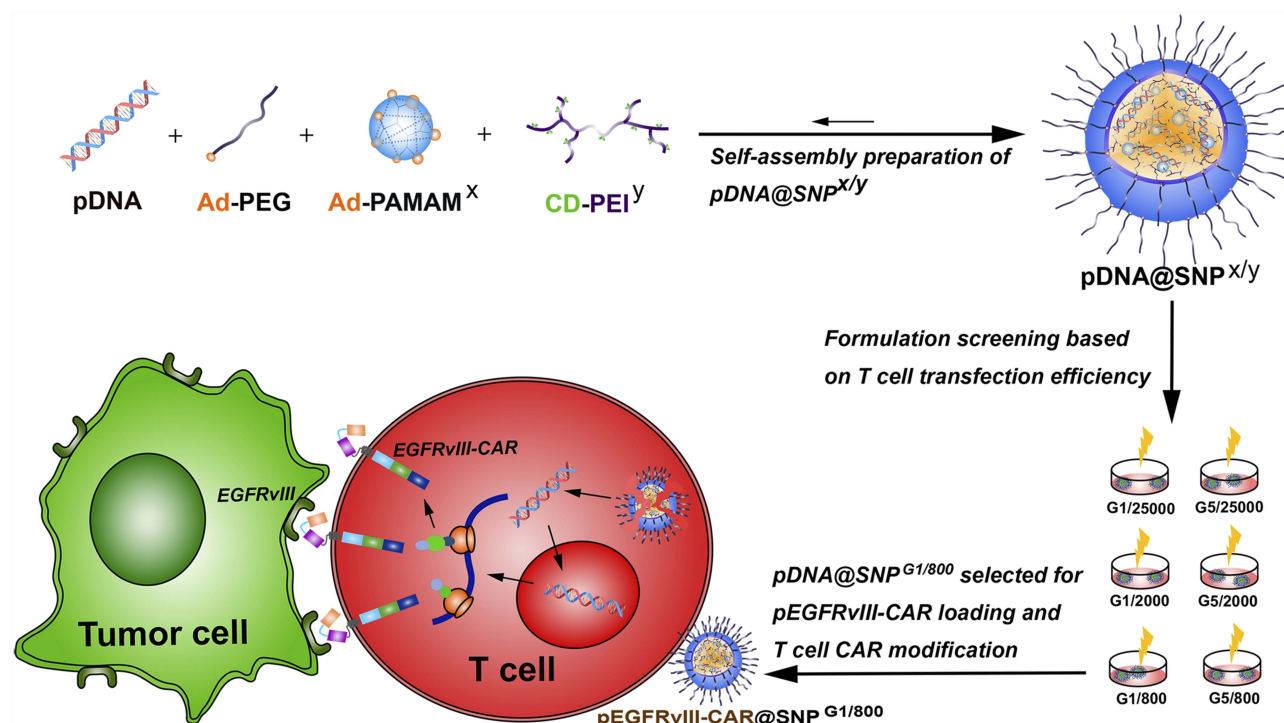 pDNA + Ad-PEG + Ad-PAMAM^x + CD-PEI^y
Self-assembly preparation of
pDNA@SNP^x/y
pDNA@SNP^x/y
Formulation screening based
on T cell transfection efficiency
G1/25000 G5/25000
G1/2000 G5/2000
G1/800 G5/800
pDNA@SNP^G1/800 selected for
pEGFRvIII-CAR loading and
T cell CAR modification
pEGFRvIII-CAR@SNP^G1/800
EGFRvIII-CAR
EGFRvIII
Tumor cell
T cell